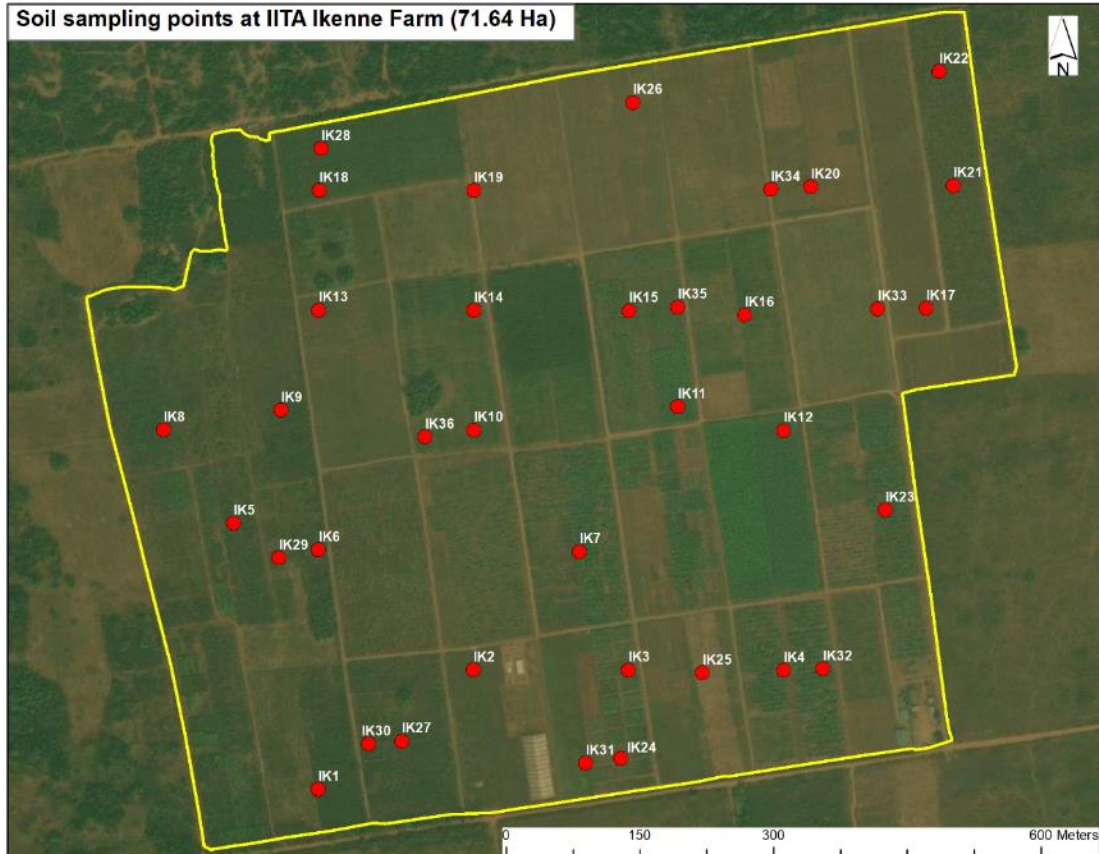 Soil sampling points at IITA Ikenne Farm (71.64 Ha)
N
IK22
IK26
IK28
IK18
IK19
IK34
IK20
IK21
IK13
IK14
IK15
IK35
IK16
IK33
IK17
IK9
IK11
IK8
IK36
IK10
IK12
IK5
IK23
IK29
IK6
IK7
IK2
IK3
IK25
IK4
IK32
IK30
IK27
IK31
IK24
IK1
0 150 300 600 Meters